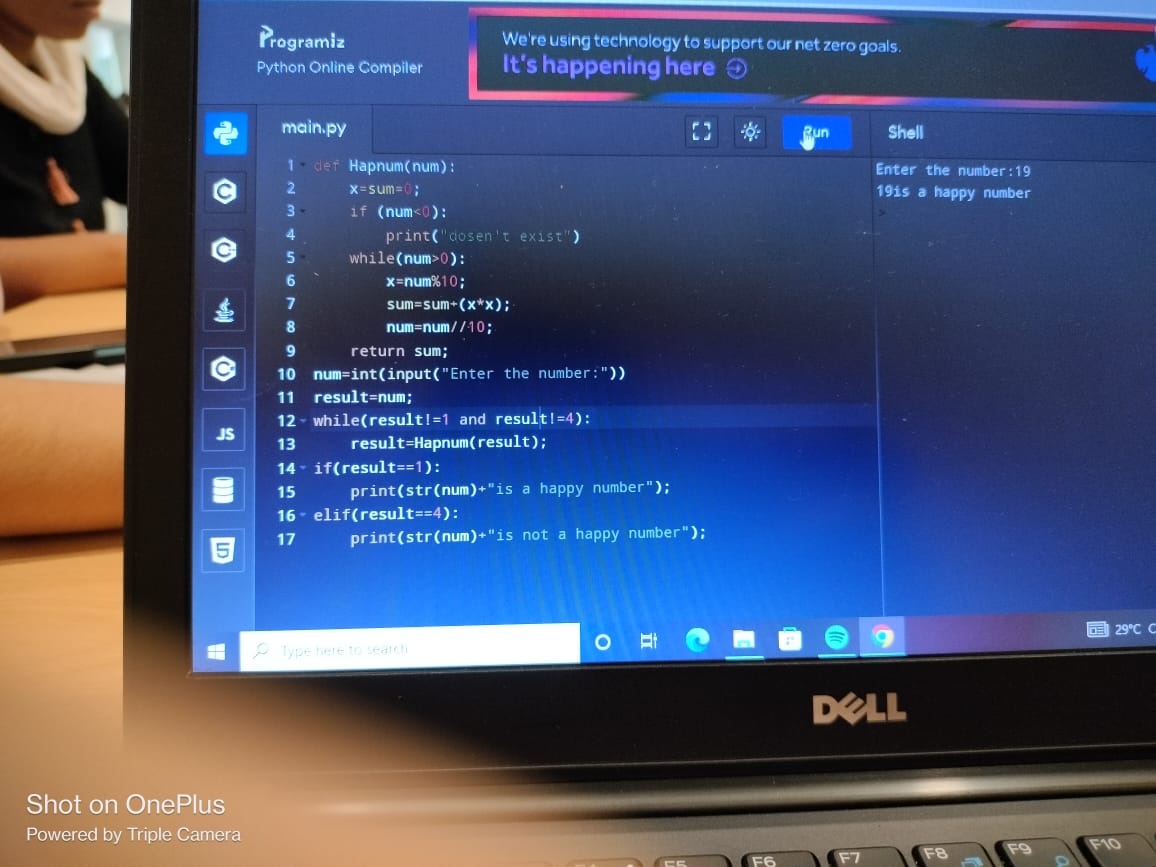 Programiz
Python Online Compiler
We're using technology to support our net zero goals.
It's happening here
main.py
Run
Shell
1 def Hapnum(num):
2 x=sum=0;
3 if (num<0):
4 print("dosen't exist")
5 while(num>0):
6 x=num%10;
7 sum=sum+(x*x);
8 num=num//10;
9 return sum;
10 num=int(input("Enter the number:"))
11 result=num;
12 while(result!=1 and result!=4):
13 result=Hapnum(result);
14 if(result==1):
15 print(str(num)+"is a happy number");
16 elif(result==4):
17 print(str(num)+"is not a happy number");
Enter the number:19
19is a happy number
>
JS
5
Type here to search
29°C
DELL
F5 F6 F7 F8 F9 F10
Shot on OnePlus
Powered by Triple Camera